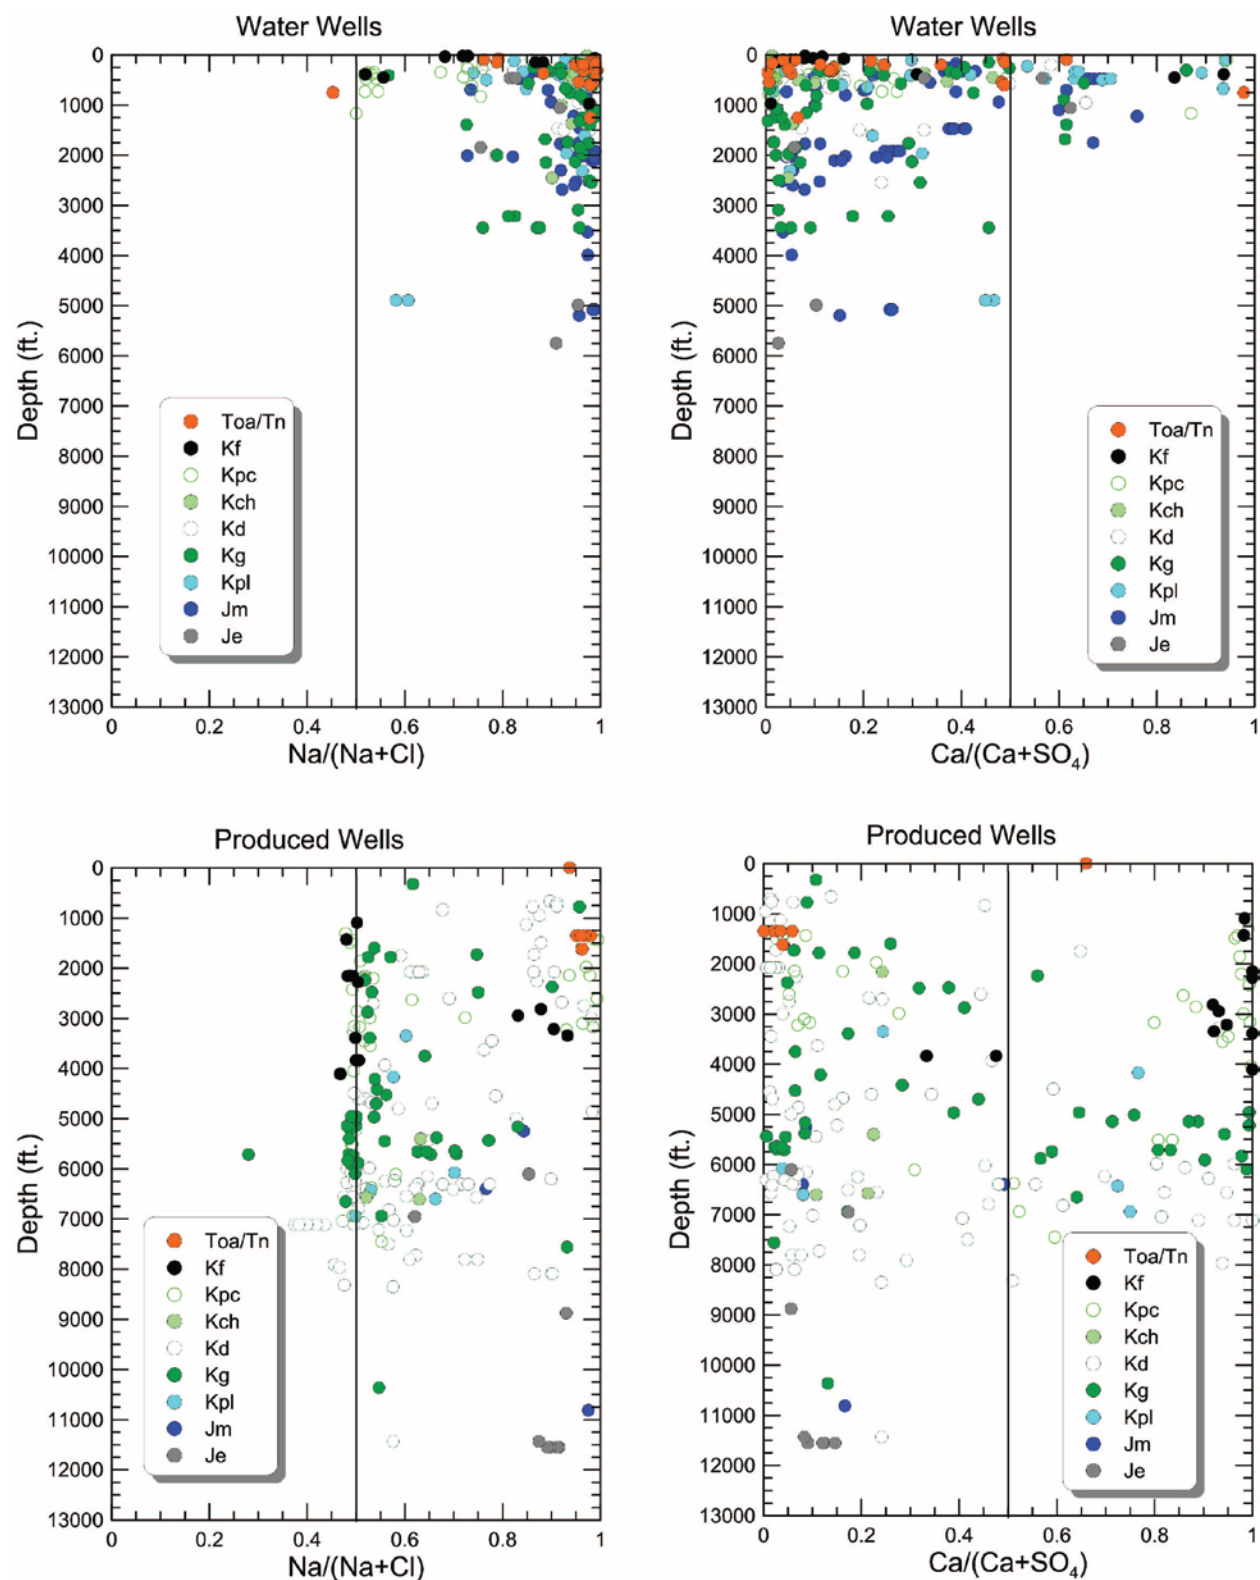 Water Wells
Depth (ft.)
0
1000
2000
3000
4000
5000
6000
7000
8000
9000
10000
11000
12000
13000
Toa/Tn
Kf
Kpc
Kch
Kd
Kg
Kpl
Jm
Je
0 0.2 0.4 0.6 0.8 1
Na/(Na+Cl)
Water Wells
Depth (ft.)
0
1000
2000
3000
4000
5000
6000
7000
8000
9000
10000
11000
12000
13000
Toa/Tn
Kf
Kpc
Kch
Kd
Kg
Kpl
Jm
Je
0 0.2 0.4 0.6 0.8 1
Ca/(Ca+SO₄)
Produced Wells
Depth (ft.)
0
1000
2000
3000
4000
5000
6000
7000
8000
9000
10000
11000
12000
13000
Toa/Tn
Kf
Kpc
Kch
Kd
Kg
Kpl
Jm
Je
0 0.2 0.4 0.6 0.8 1
Na/(Na+Cl)
Produced Wells
Depth (ft.)
0
1000
2000
3000
4000
5000
6000
7000
8000
9000
10000
11000
12000
13000
Toa/Tn
Kf
Kpc
Kch
Kd
Kg
Kpl
Jm
Je
0 0.2 0.4 0.6 0.8 1
Ca/(Ca+SO₄)